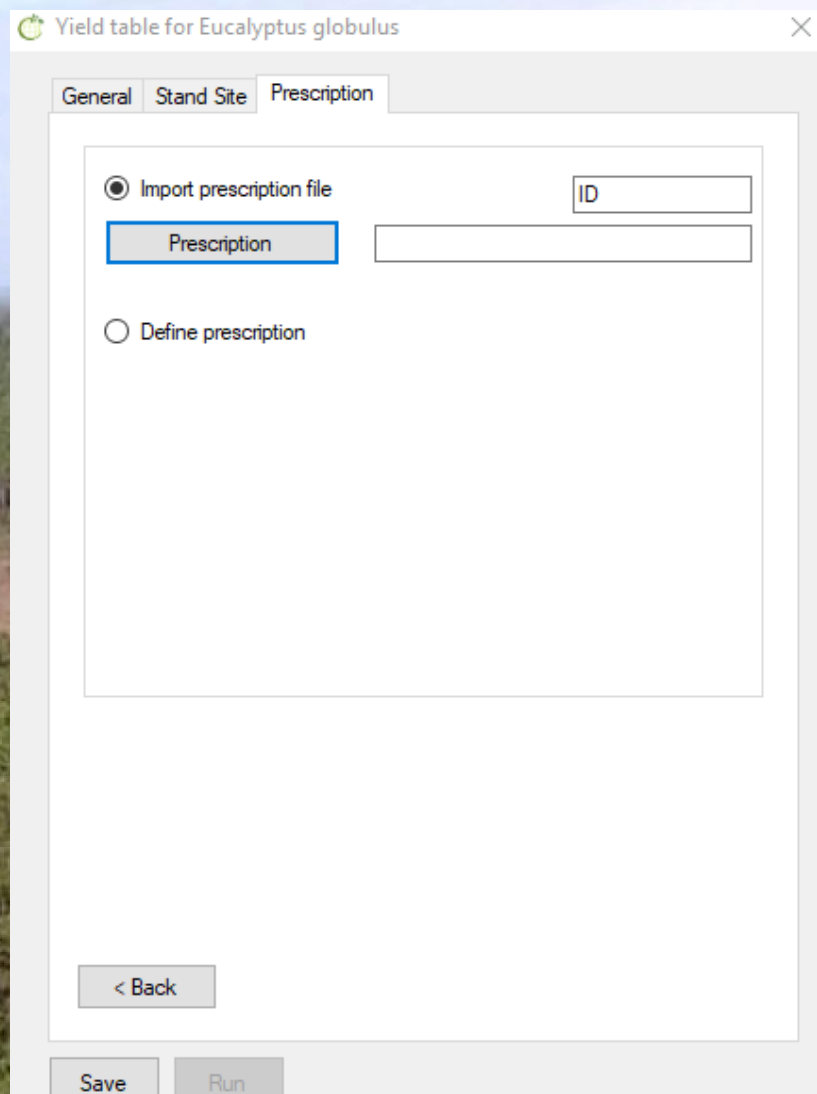 Yield table for Eucalyptus globulus
General Stand Site Prescription
Import prescription file ID
Prescription
Define prescription
< Back
Save Run